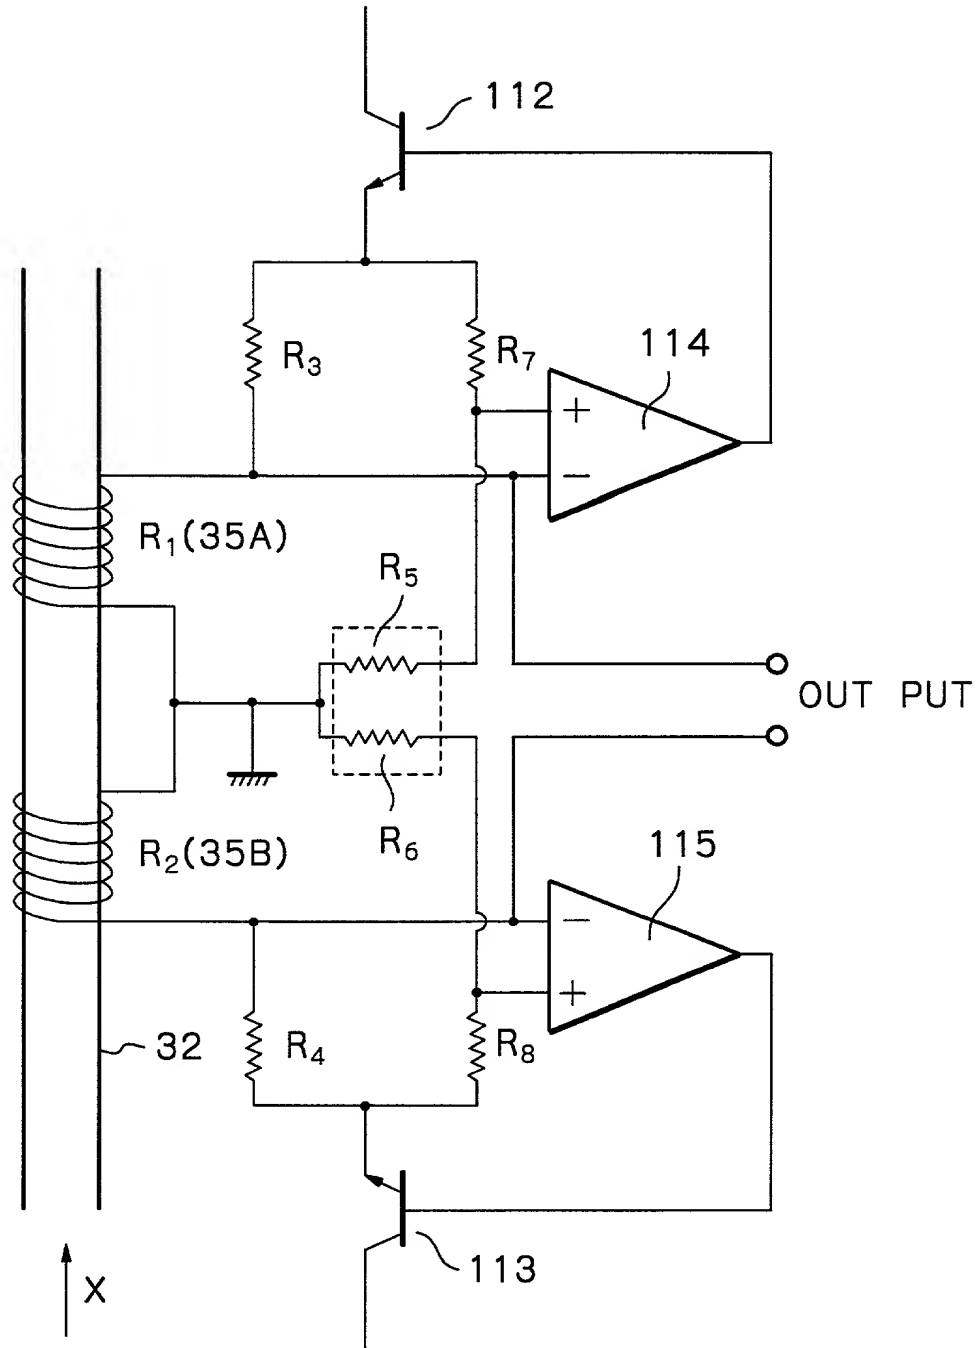 112
R3
R7
114
+
−
R1(35A)
R5
OUT PUT
R6
R2(35B)
115
−
+
32
R4
R8
113
X